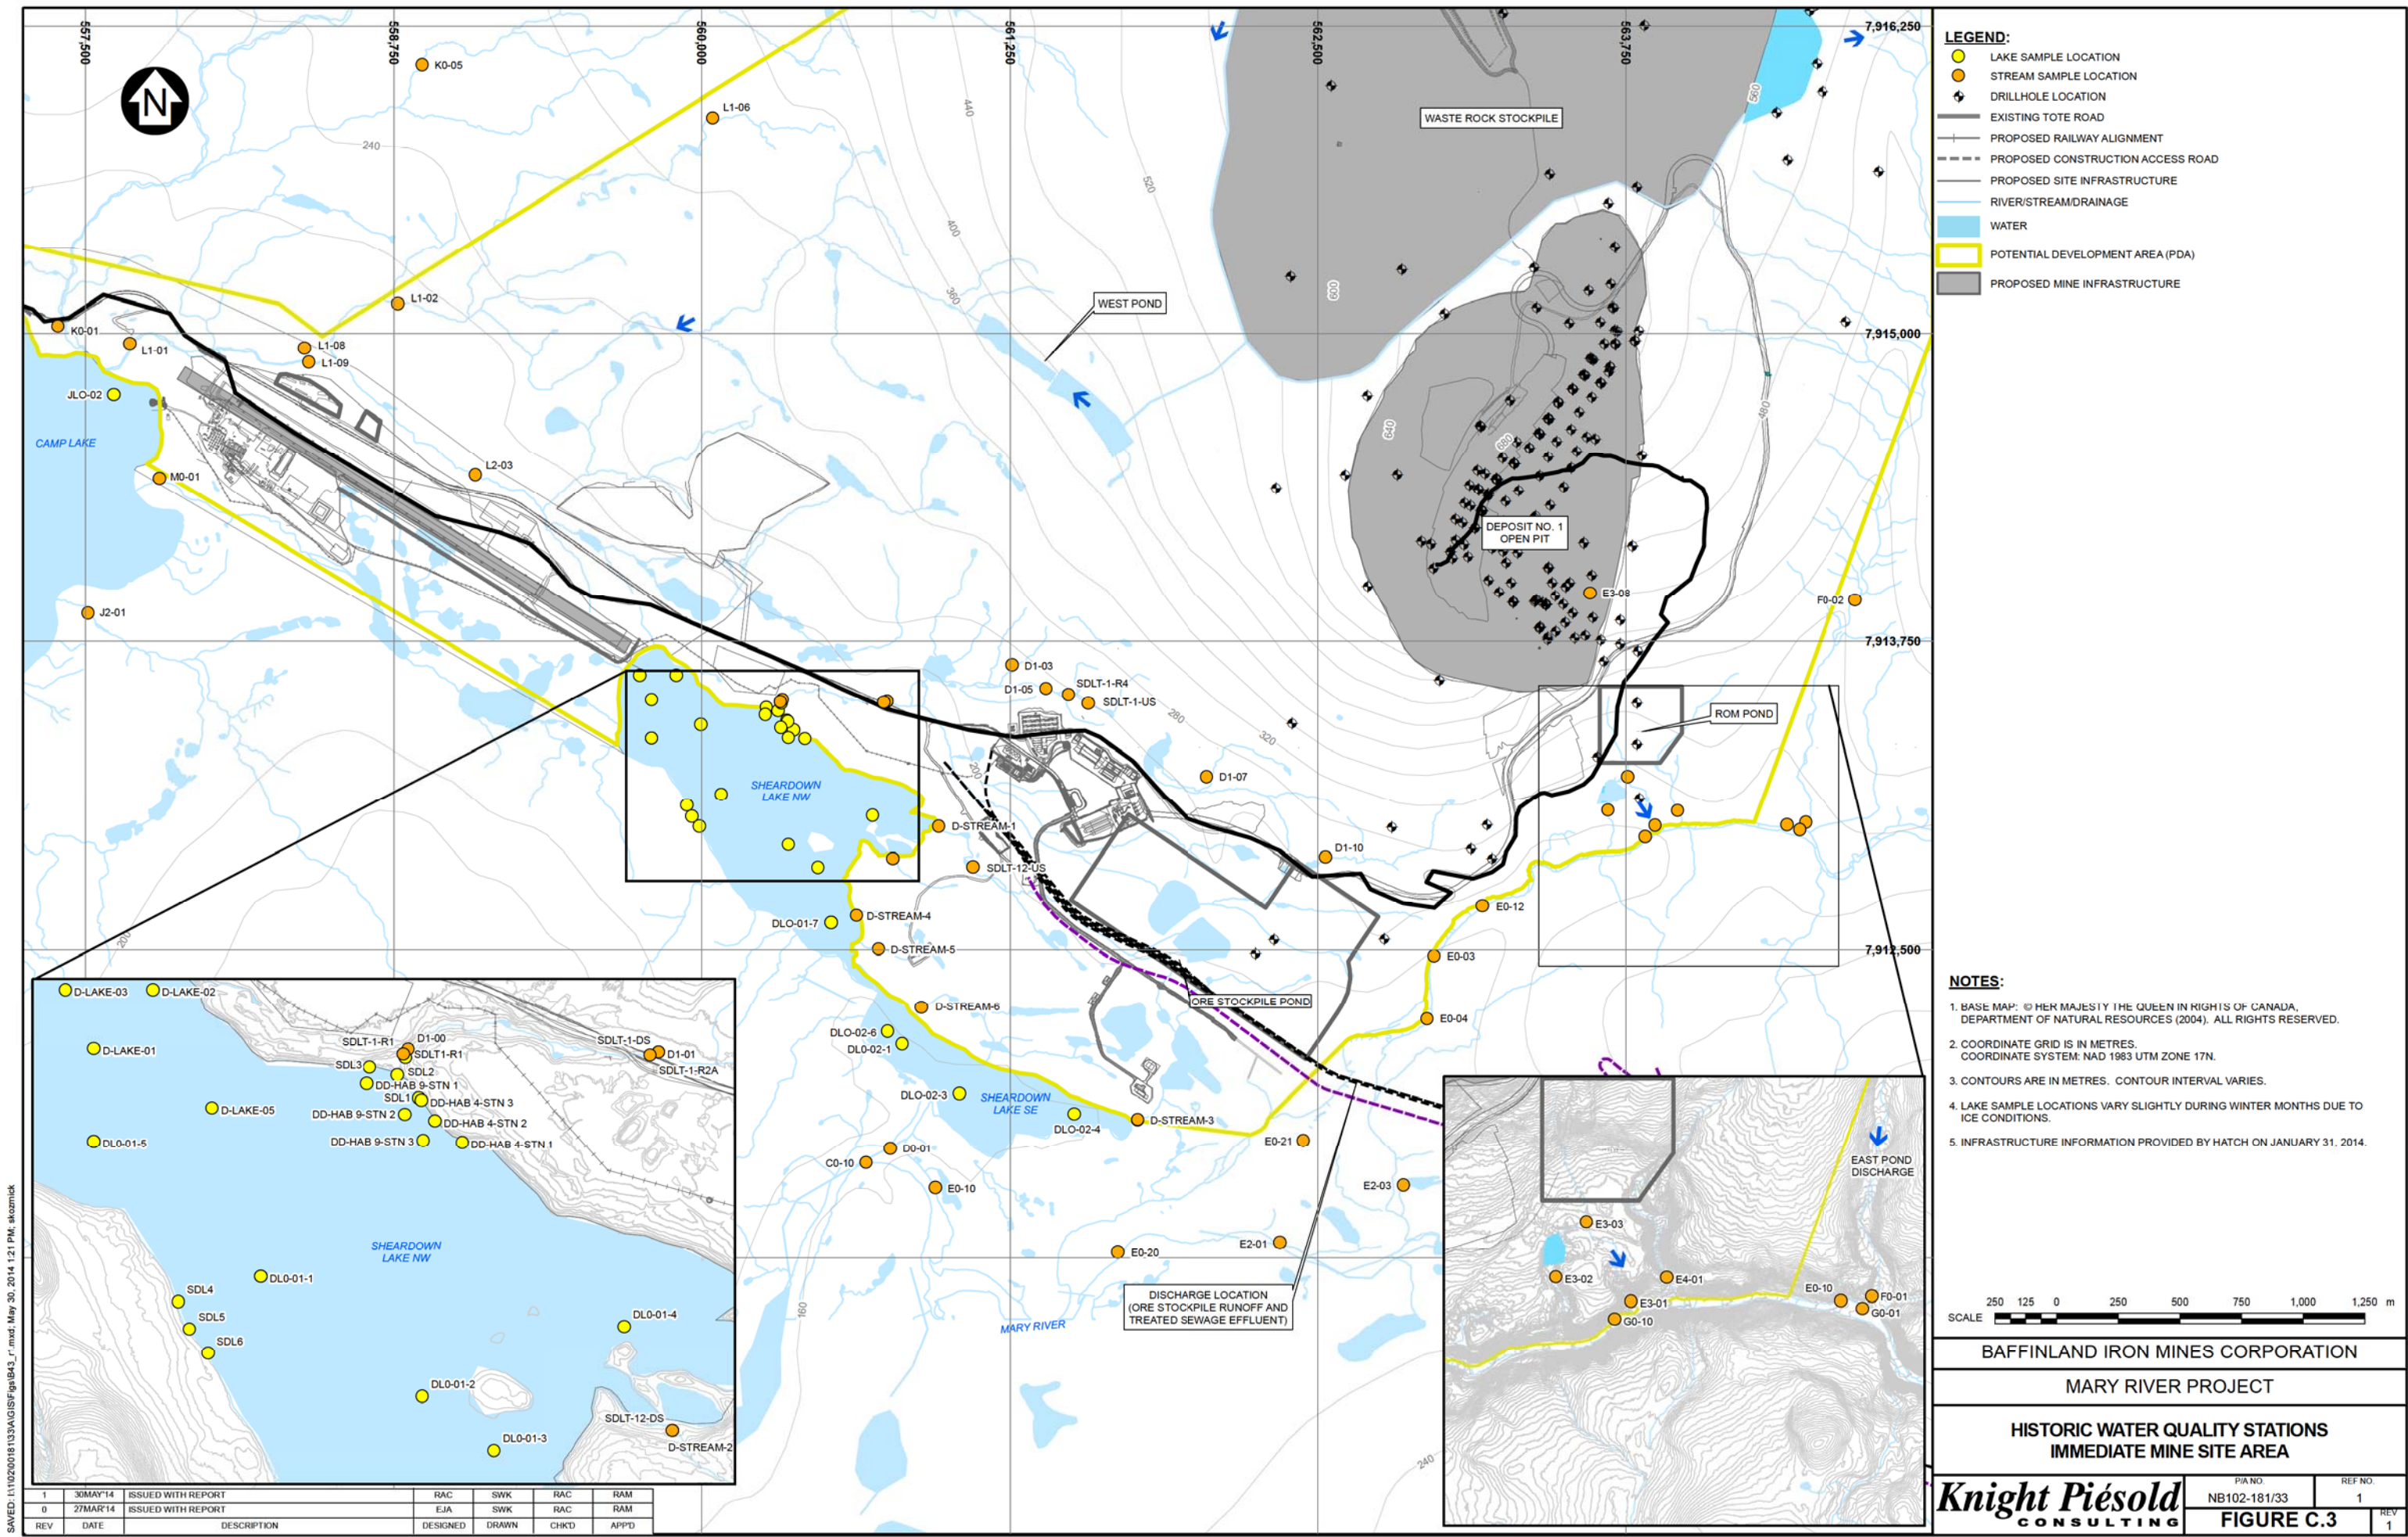 557,500
558,750
560,000
561,250
562,500
563,750
7,916,250
7,915,000
7,913,750
7,912,500
N
K0-05
L1-06
240
440
520
400
360
560
600
640
680
480
WASTE ROCK STOCKPILE
WEST POND
L1-02
K0-01
L1-01
L1-08
L1-09
JLO-02
CAMP LAKE
M0-01
L2-03
J2-01
DEPOSIT NO. 1
OPEN PIT
E3-08
F0-02
D1-03
D1-05
SDLT-1-R4
SDLT-1-US
280
320
200
ROM POND
D1-07
SHEARDOWN
LAKE NW
D-STREAM-1
SDLT-12-US
D1-10
DLO-01-7
D-STREAM-4
D-STREAM-5
E0-12
E0-03
E0-04
200
D-STREAM-6
ORE STOCKPILE POND
DLO-02-6
DL0-02-1
DLO-02-3
SHEARDOWN
LAKE SE
DLO-02-4
D-STREAM-3
E0-21
D0-01
C0-10
E0-10
E2-03
E0-20
E2-01
160
240
MARY RIVER
DISCHARGE LOCATION
(ORE STOCKPILE RUNOFF AND
TREATED SEWAGE EFFLUENT)
D-LAKE-03
D-LAKE-02
D-LAKE-01
SDLT-1-R1
D1-00
SDLT1-R1
SDL3
SDL2
DD-HAB 9-STN 1
SDL1
DD-HAB 4-STN 3
D-LAKE-05
DD-HAB 9-STN 2
DD-HAB 4-STN 2
DL0-01-5
DD-HAB 9-STN 3
DD-HAB 4-STN 1
SDLT-1-DS
D1-01
SDLT-1-R2A
SHEARDOWN
LAKE NW
DL0-01-1
SDL4
SDL5
SDL6
DL0-01-4
DL0-01-2
DL0-01-3
SDLT-12-DS
D-STREAM-2
EAST POND
DISCHARGE
E3-03
E3-02
E4-01
E3-01
G0-10
E0-10
F0-01
G0-01
LEGEND:
LAKE SAMPLE LOCATION
STREAM SAMPLE LOCATION
DRILLHOLE LOCATION
EXISTING TOTE ROAD
PROPOSED RAILWAY ALIGNMENT
PROPOSED CONSTRUCTION ACCESS ROAD
PROPOSED SITE INFRASTRUCTURE
RIVER/STREAM/DRAINAGE
WATER
POTENTIAL DEVELOPMENT AREA (PDA)
PROPOSED MINE INFRASTRUCTURE
NOTES:
1. BASE MAP: © HER MAJESTY THE QUEEN IN RIGHTS OF CANADA,
DEPARTMENT OF NATURAL RESOURCES (2004). ALL RIGHTS RESERVED.
2. COORDINATE GRID IS IN METRES.
COORDINATE SYSTEM: NAD 1983 UTM ZONE 17N.
3. CONTOURS ARE IN METRES. CONTOUR INTERVAL VARIES.
4. LAKE SAMPLE LOCATIONS VARY SLIGHTLY DURING WINTER MONTHS DUE TO
ICE CONDITIONS.
5. INFRASTRUCTURE INFORMATION PROVIDED BY HATCH ON JANUARY 31, 2014.
250 125 0 250 500 750 1,000 1,250 m
SCALE
BAFFINLAND IRON MINES CORPORATION
MARY RIVER PROJECT
HISTORIC WATER QUALITY STATIONS
IMMEDIATE MINE SITE AREA
Knight Piésold
CONSULTING
P/A NO.
NB102-181/33
REF NO.
1
FIGURE C.3
REV
1
1 30MAY'14 ISSUED WITH REPORT RAC SWK RAC RAM
0 27MAR'14 ISSUED WITH REPORT EJA SWK RAC RAM
REV DATE DESCRIPTION DESIGNED DRAWN CHK'D APP'D